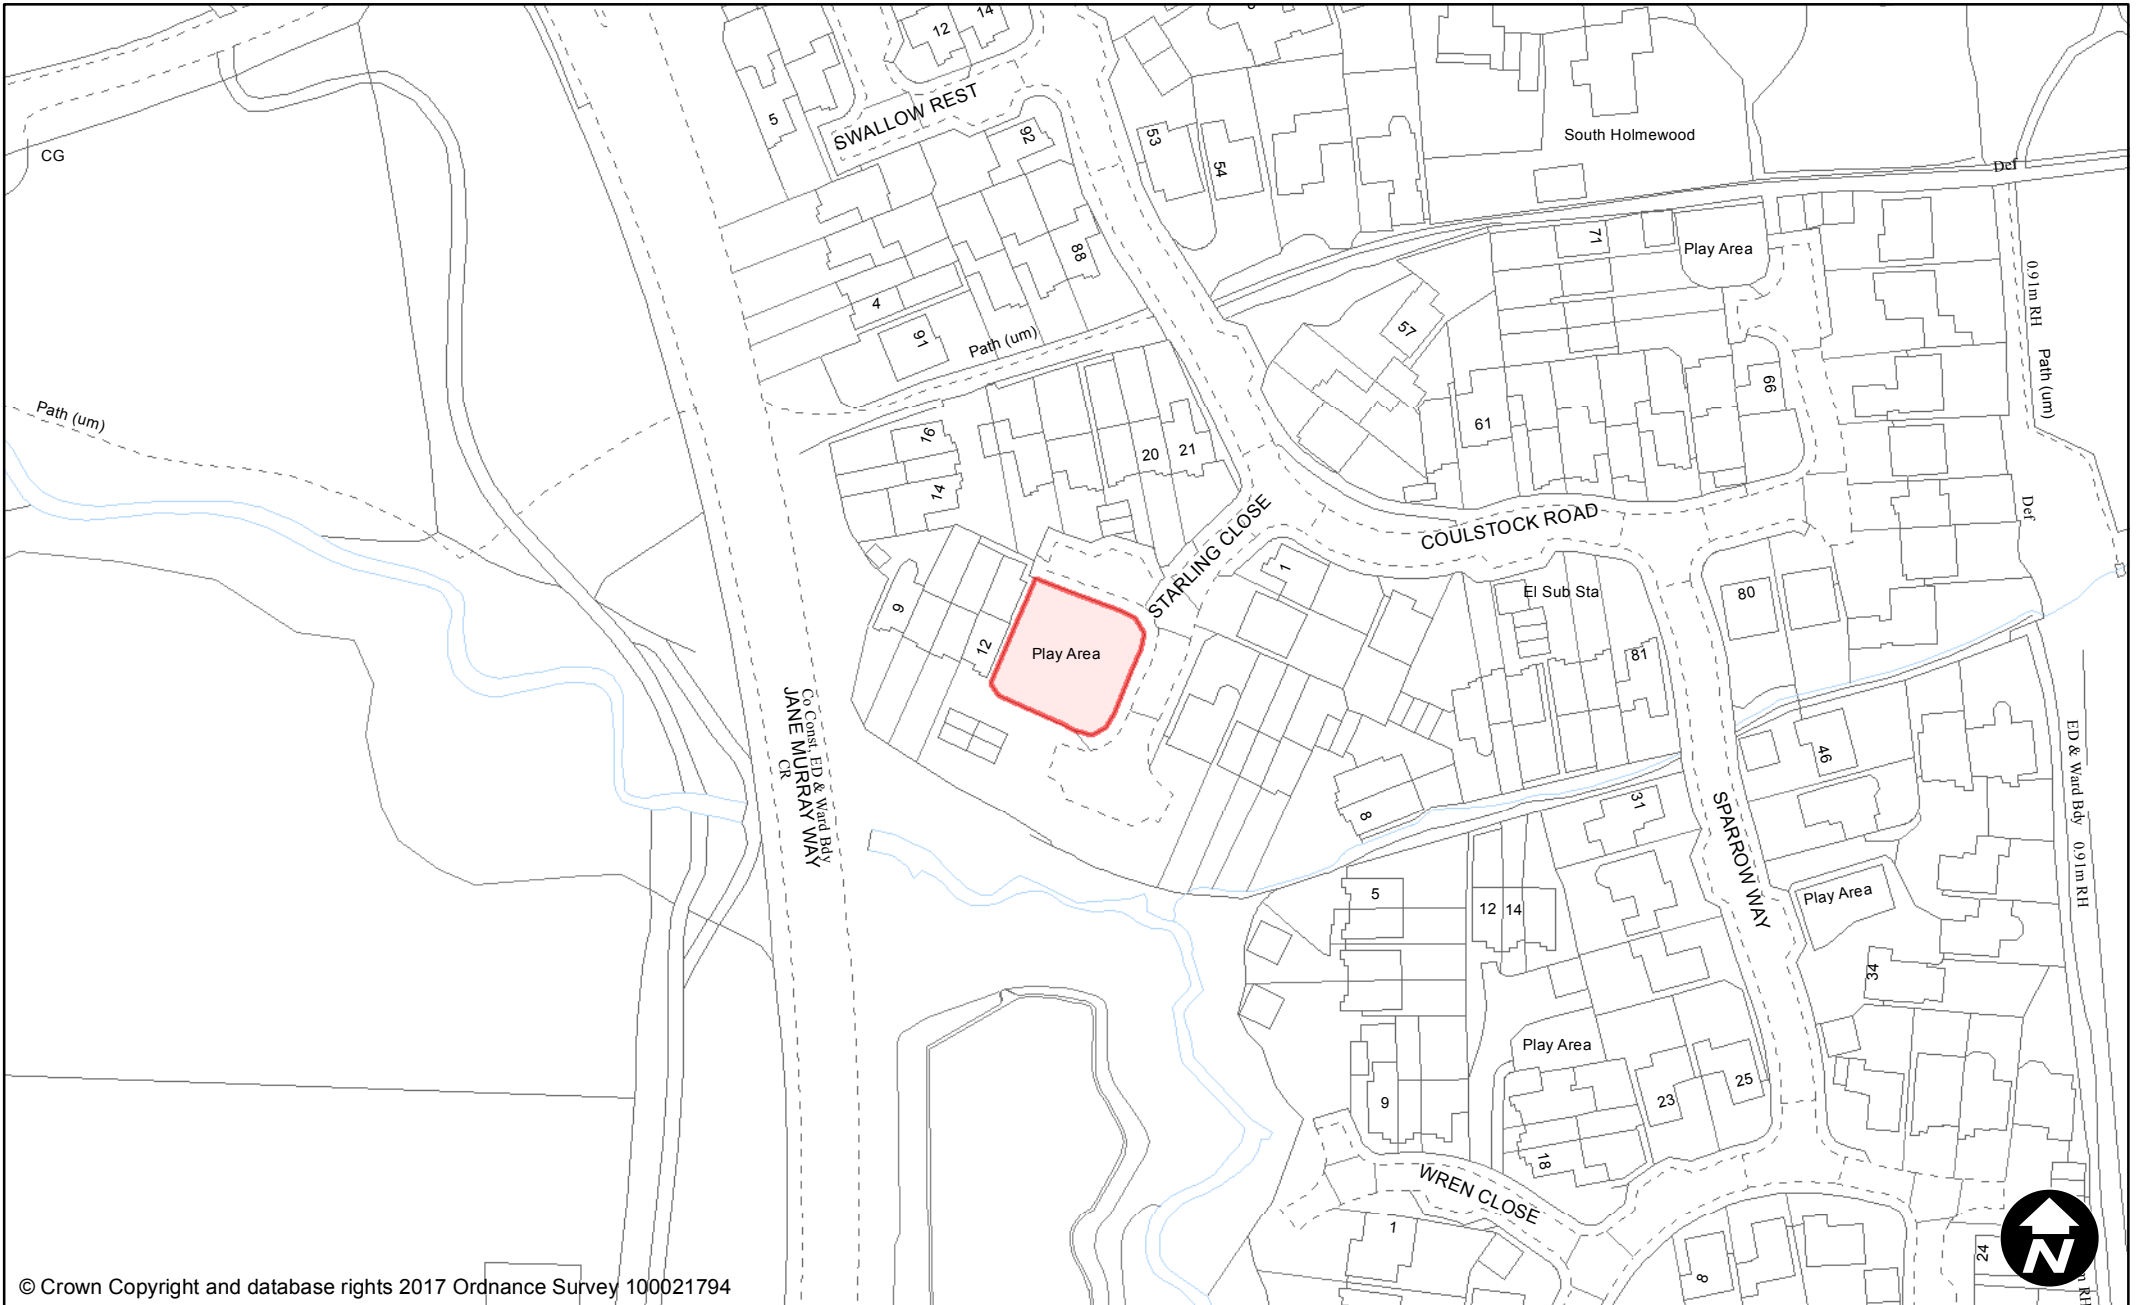 12
14
5
SWALLOW REST
92
53
54
South Holmewood
Def
CG
88
71
Play Area
4
91
Path (um)
57
0.91m RH
Path (um)
66
Path (um)
16
14
20
21
61
Def
STARLING CLOSE
COULSTOCK ROAD
1
El Sub Sta
80
9
12
Play Area
81
Co Const, ED & Ward Bdy
JANE MURRAY WAY
CR
46
ED & Ward Bdy
0.91m RH
8
31
SPARROW WAY
5
12
14
Play Area
34
Play Area
9
23
25
18
WREN CLOSE
1
8
24
N
© Crown Copyright and database rights 2017 Ordnance Survey 100021794